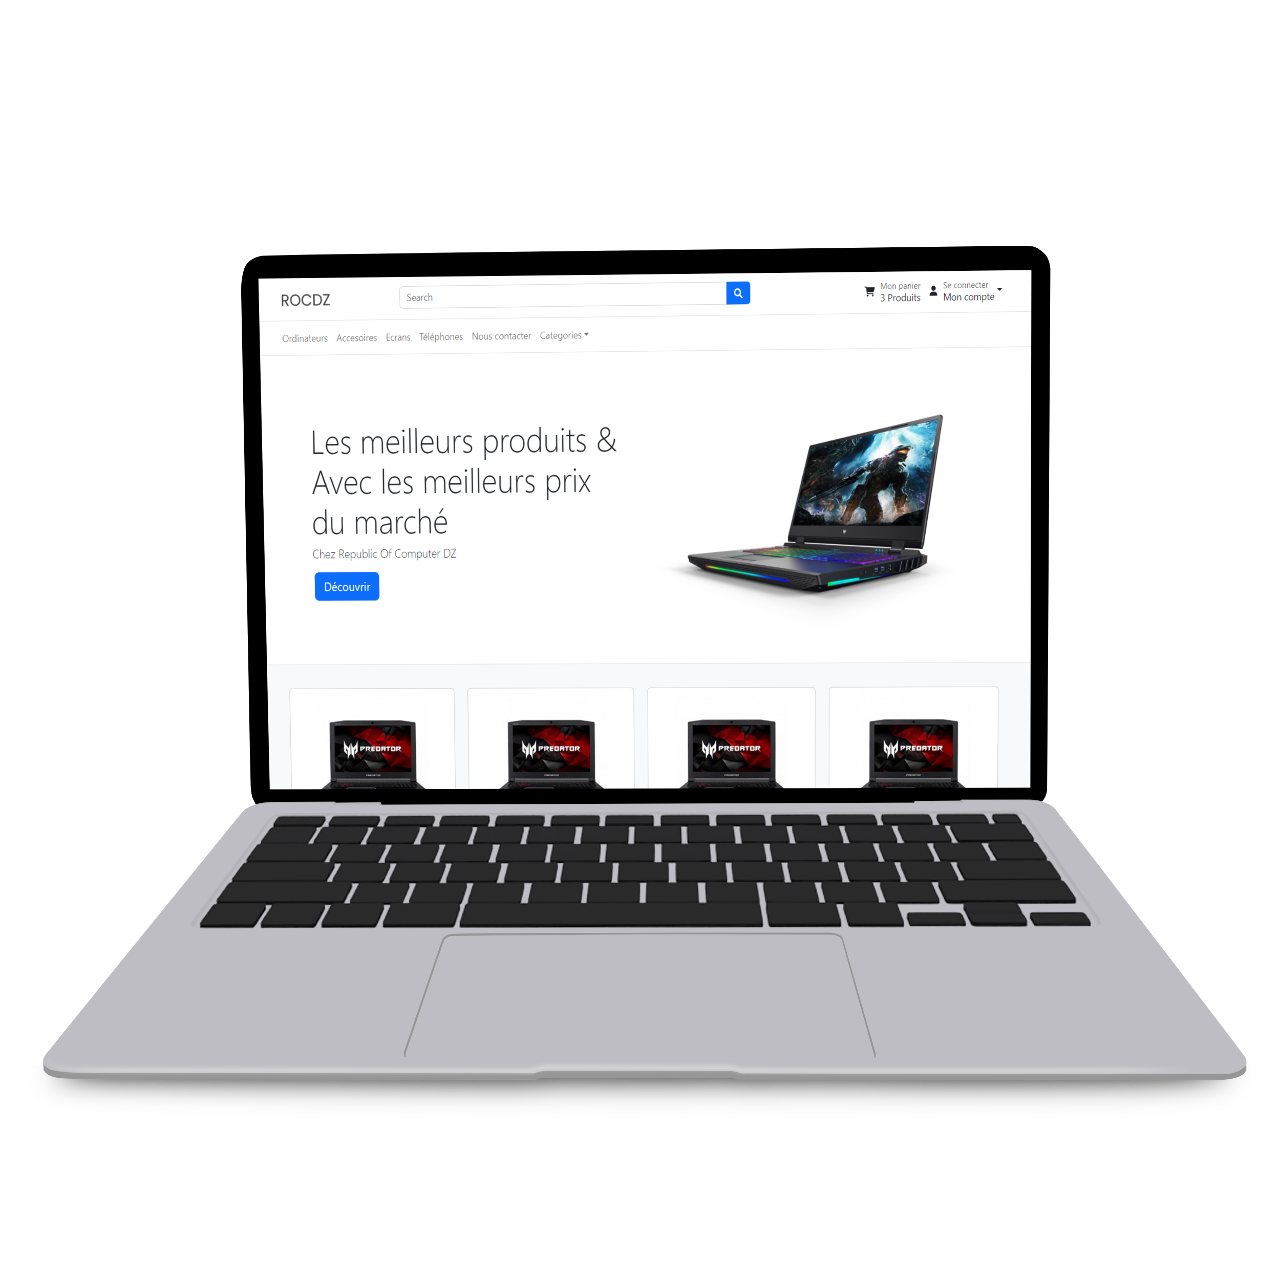 ROCDZ
Search
Mon panier
3 Produits
Se connecter
Mon compte
Ordinateurs Accesoires Ecrans Téléphones Nous contacter Categories
Les meilleurs produits &
Avec les meilleurs prix
du marché
Chez Republic Of Computer DZ
Découvrir
PREDATOR
PREDATOR
PREDATOR
PREDATOR